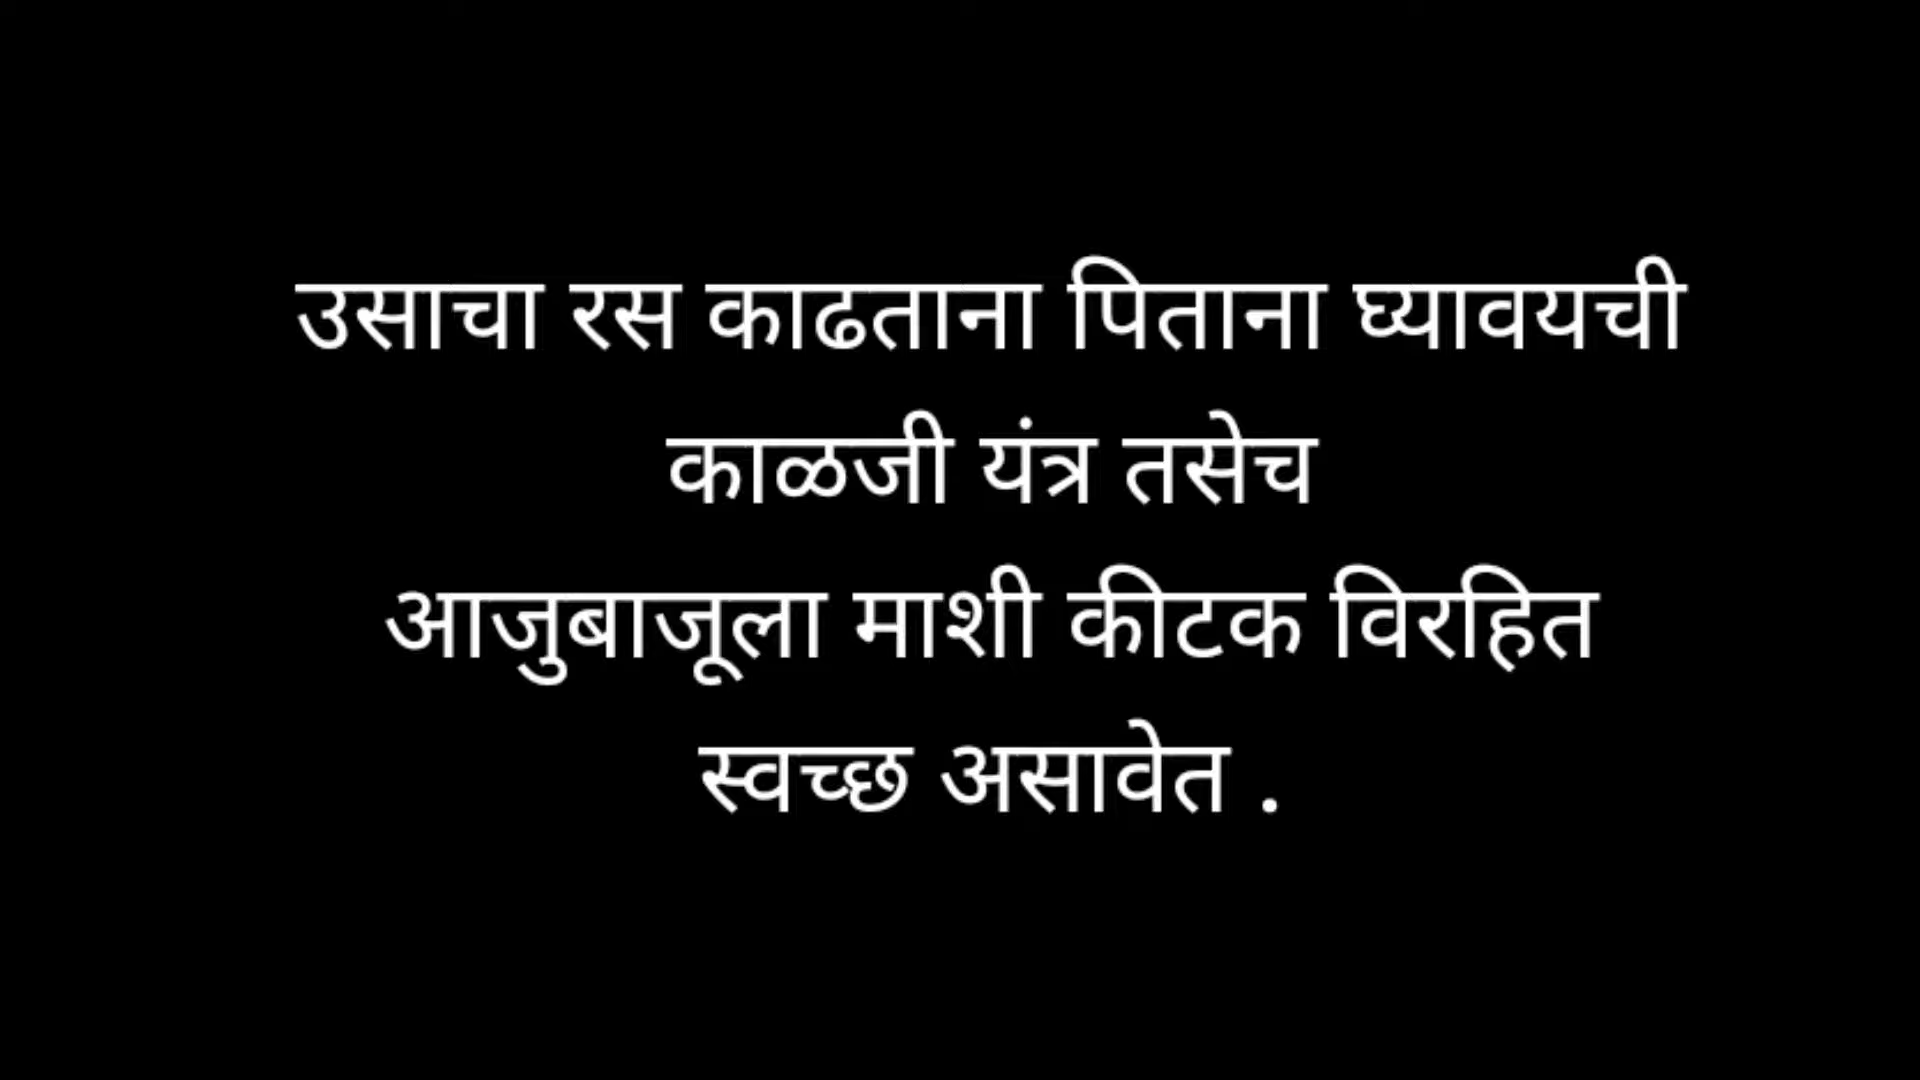 उसाचा रस काढताना पिताना घ्यावयची
काळजी यंत्र तसेच
आजुबाजूला माशी कीटक विरहित
स्वच्छ असावेत .